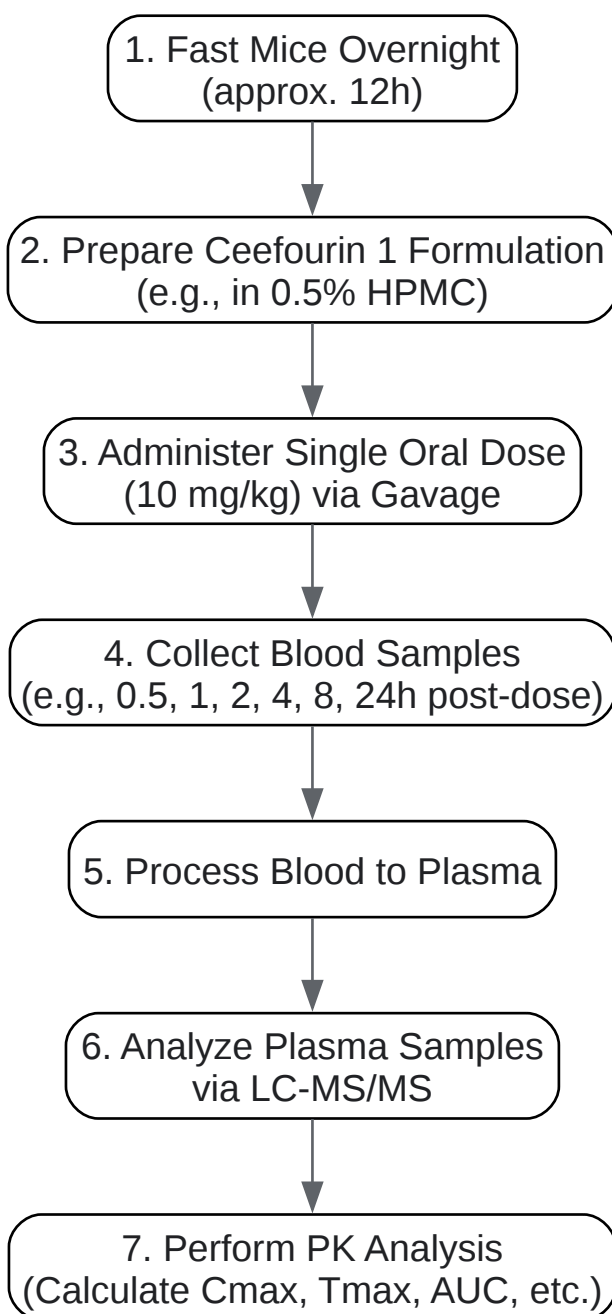 1. Fast Mice Overnight
(approx. 12h)
2. Prepare Ceefourin 1 Formulation
(e.g., in 0.5% HPMC)
3. Administer Single Oral Dose
(10 mg/kg) via Gavage
4. Collect Blood Samples
(e.g., 0.5, 1, 2, 4, 8, 24h post-dose)
5. Process Blood to Plasma
6. Analyze Plasma Samples
via LC-MS/MS
7. Perform PK Analysis
(Calculate Cmax, Tmax, AUC, etc.)